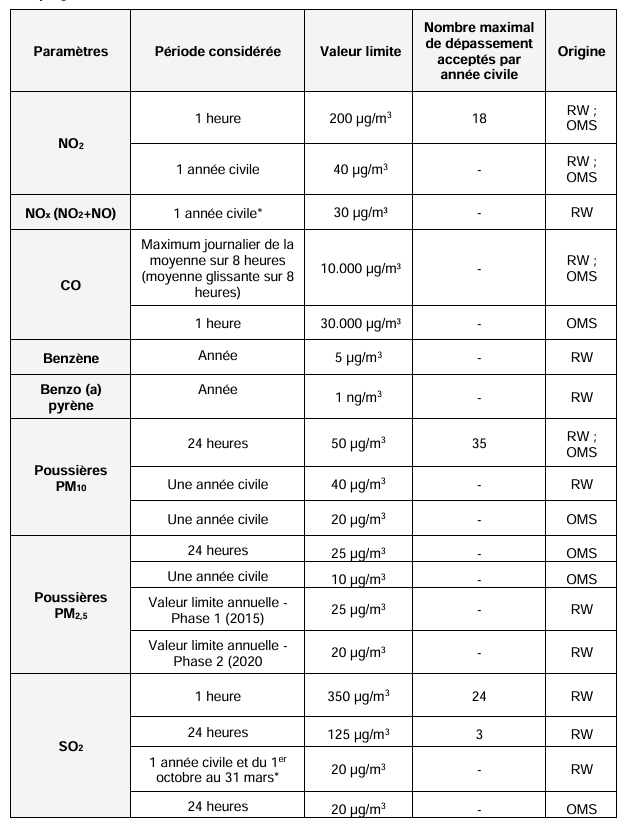 Paramètres Période considérée Valeur limite Nombre maximal de dépassement acceptés par année civile Origine
NO2 1 heure 200 µg/m³ 18 RW ; OMS
1 année civile 40 µg/m³ - RW ; OMS
NOx (NO2+NO) 1 année civile* 30 µg/m³ - RW
CO Maximum journalier de la moyenne sur 8 heures (moyenne glissante sur 8 heures) 10.000 µg/m³ - RW ; OMS
1 heure 30.000 µg/m³ - OMS
Benzène Année 5 µg/m³ - RW
Benzo (a) pyrène Année 1 ng/m³ - RW
Poussières PM10 24 heures 50 µg/m³ 35 RW ; OMS
Une année civile 40 µg/m³ - RW
Une année civile 20 µg/m³ - OMS
Poussières PM2,5 24 heures 25 µg/m³ - OMS
Une année civile 10 µg/m³ - OMS
Valeur limite annuelle - Phase 1 (2015) 25 µg/m³ - RW
Valeur limite annuelle - Phase 2 (2020 20 µg/m³ - RW
SO2 1 heure 350 µg/m³ 24 RW
24 heures 125 µg/m³ 3 RW
1 année civile et du 1er octobre au 31 mars* 20 µg/m³ - RW
24 heures 20 µg/m³ - OMS